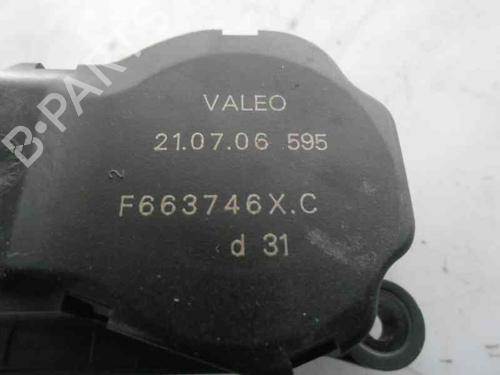 B-PARTS
VALEO
21.07.06 595
2
F663746X.C
d 31